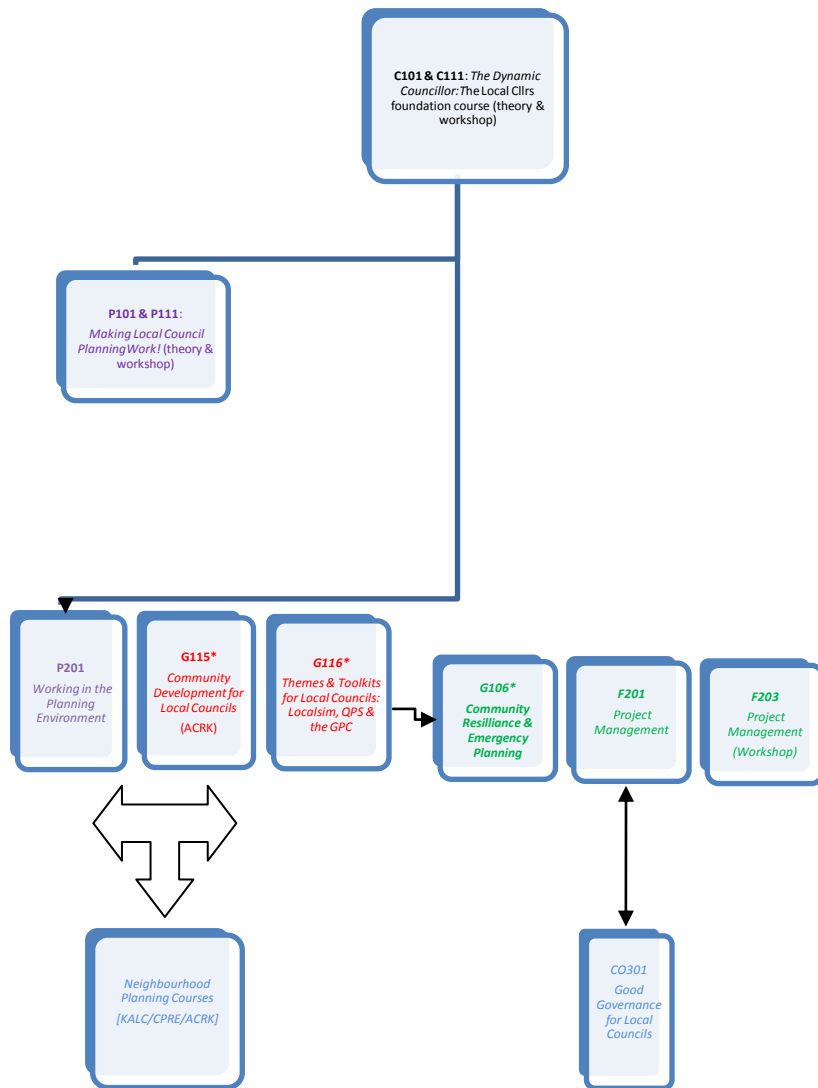 C101 & C111: The Dynamic
Councillor:The Local Cllrs
foundation course (theory &
workshop)
P101 & P111:
Making Local Council
PlanningWork! (theory &
workshop)
P201
Working in the
Planning
Environment
G115*
Community
Development for
Local Councils
(ACRK)
G116*
Themes & Toolkits
for Local Councils:
Localsim, QPS &
the GPC
G106*
Community
Resilliance &
Emergency
Planning
F201
Project
Management
F203
Project
Management
(Workshop)
Neighbourhood
Planning Courses
[KALC/CPRE/ACRK]
CO301
Good
Governance
for Local
Councils